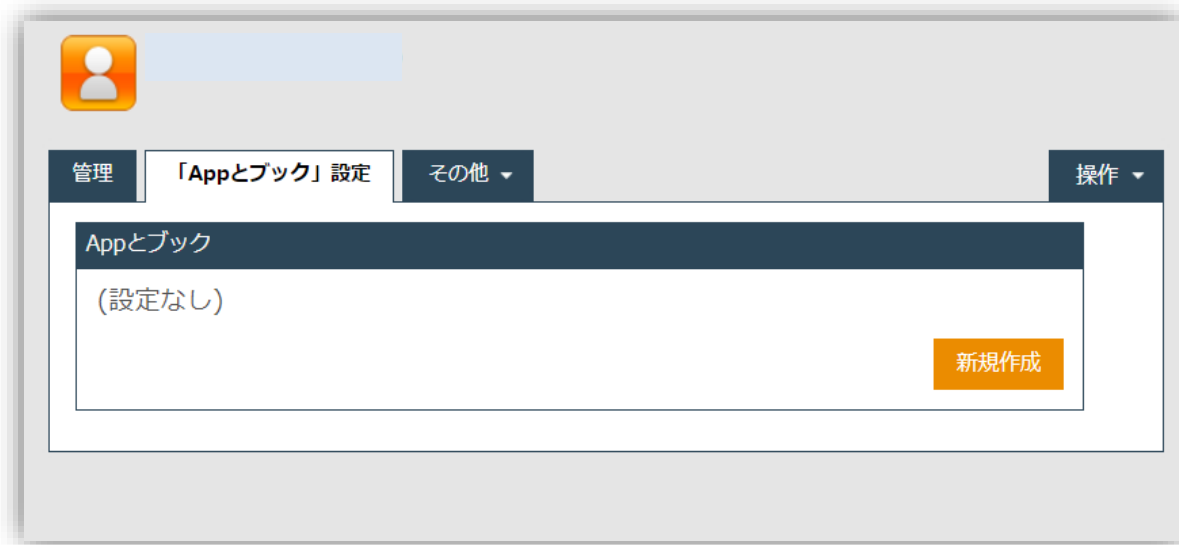 管理
「Appとブック」設定
その他
操作
Appとブック
(設定なし)
新規作成